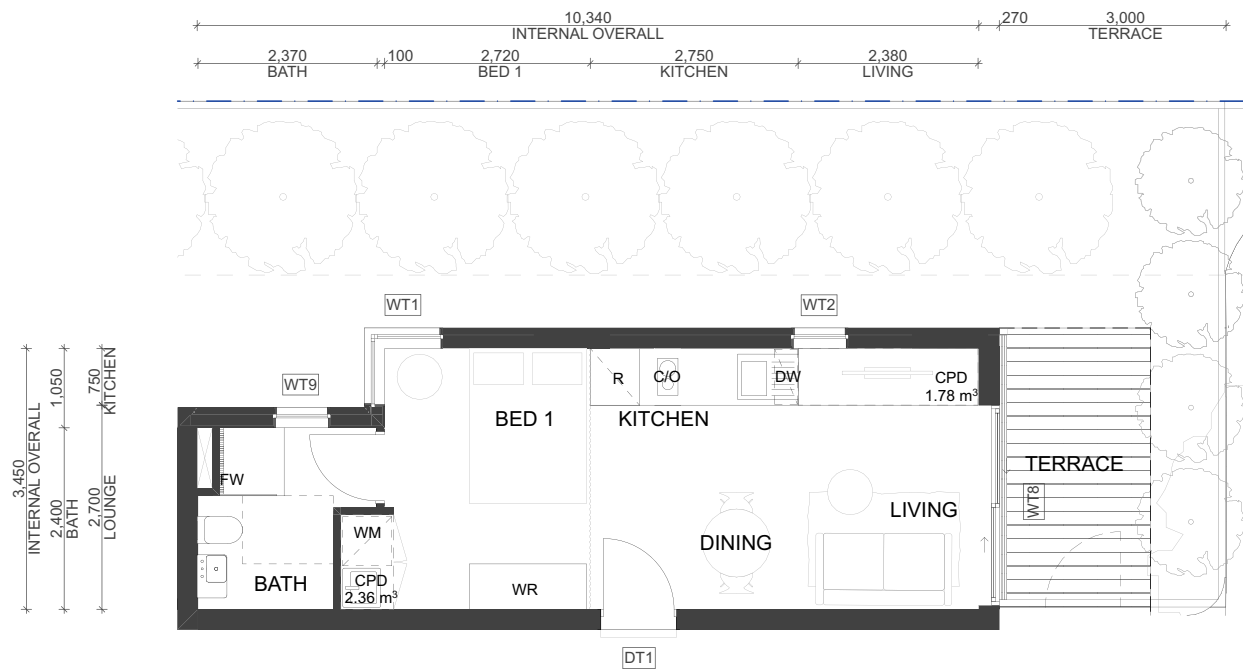 10,340
INTERNAL OVERALL
270
3,000
TERRACE
2,370
BATH
100
2,720
BED 1
2,750
KITCHEN
2,380
LIVING
WT1
WT2
WT9
3,450
INTERNAL OVERALL
1,050
2,400
BATH
750
KITCHEN
2,700
LOUNGE
R
C/O
DW
CPD
1.78 m³
BED 1
KITCHEN
FW
TERRACE
WT8
LIVING
WM
DINING
BATH
CPD
2.36 m³
WR
DT1